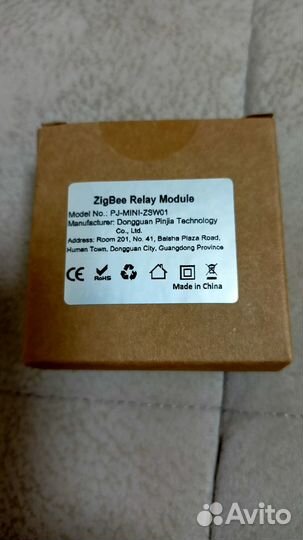 ZigBee Relay Module
Model No.: PJ-MINI-ZSW01
Manufacturer: Dongguan Pinjia Technology
Co., Ltd.
Address: Room 201, No. 41, Baisha Plaza Road,
Human Town, Dongguan City, Guangdong Province
CE
RoHS
Made in China
Avito